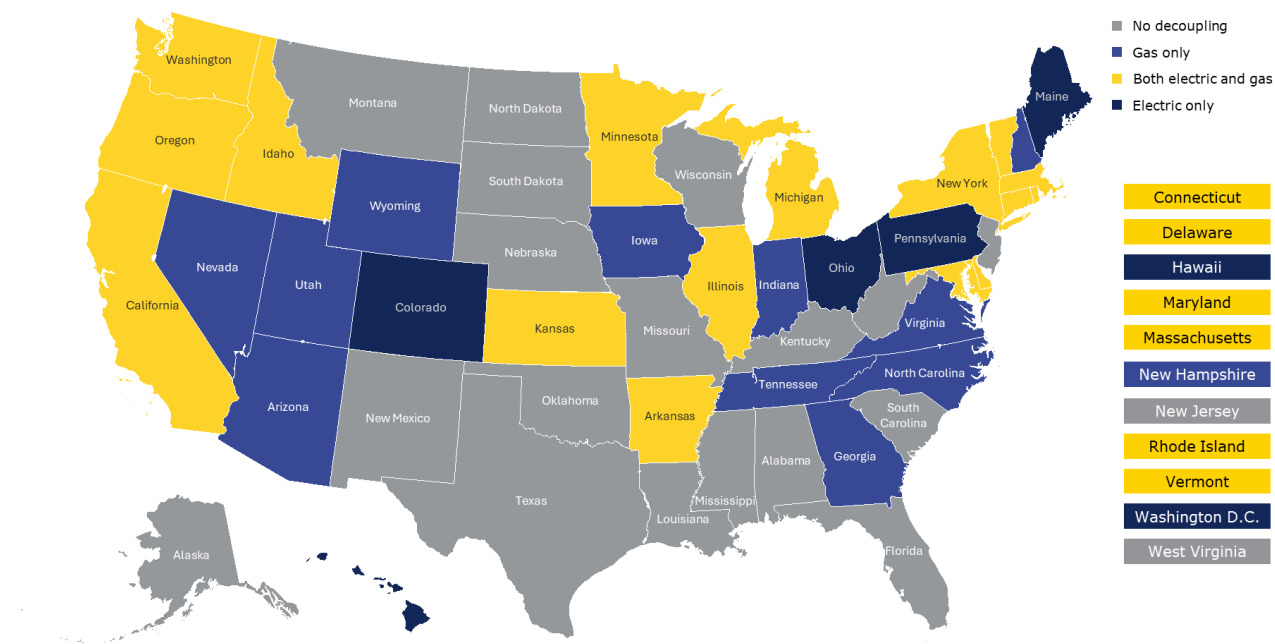 No decoupling
Gas only
Both electric and gas
Electric only
Washington
Montana
North Dakota
Minnesota
Maine
Oregon
Idaho
South Dakota
Wisconsin
Michigan
New York
Wyoming
Nebraska
Iowa
Pennsylvania
Nevada
Utah
Colorado
Illinois
Indiana
Ohio
California
Kansas
Missouri
Kentucky
Virginia
Arizona
New Mexico
Oklahoma
Arkansas
Tennessee
North Carolina
South
Carolina
Texas
Louisiana
Mississippi
Alabama
Georgia
Florida
Alaska
Connecticut
Delaware
Hawaii
Maryland
Massachusetts
New Hampshire
New Jersey
Rhode Island
Vermont
Washington D.C.
West Virginia